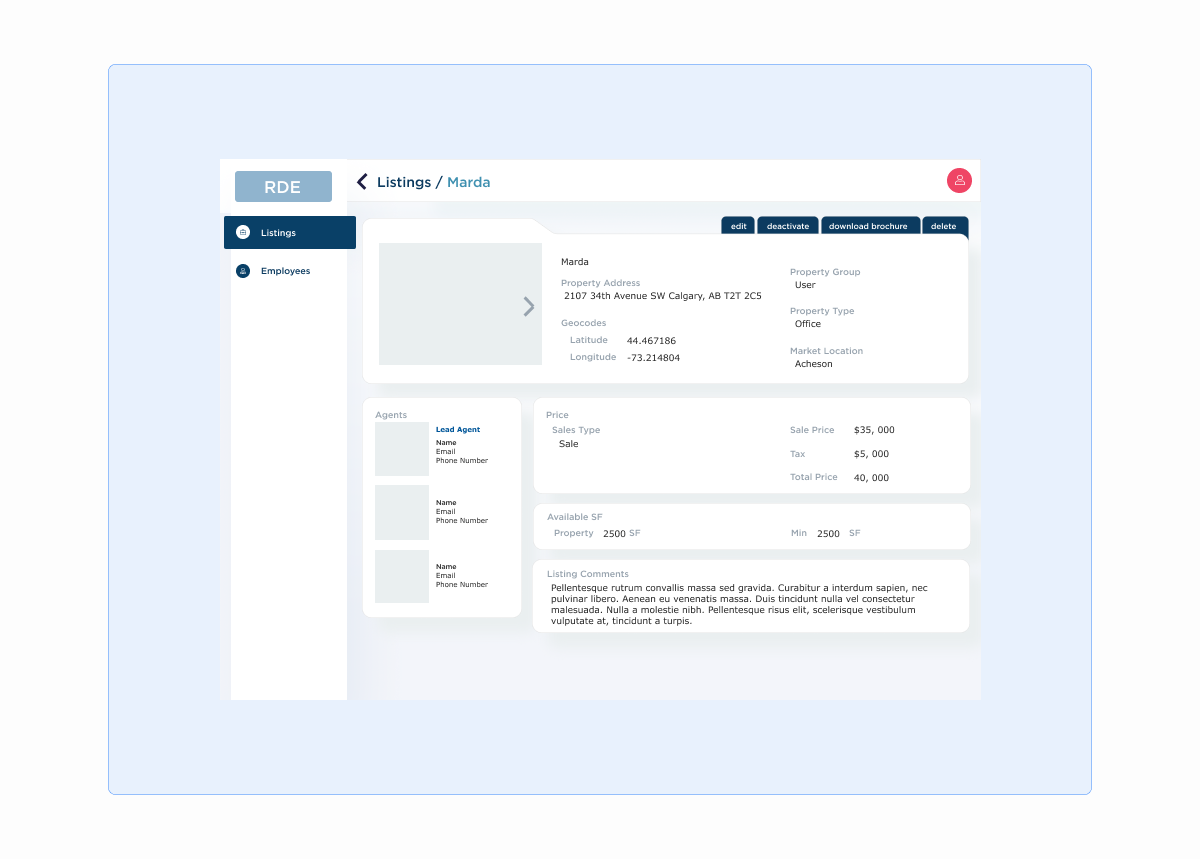 RDE
Listings / Marda
Listings
Employees
edit
deactivate
download brochure
delete
Marda
Property Address
2107 34th Avenue SW Calgary, AB T2T 2C5
Geocodes
Latitude 44.467186
Longitude -73.214804
Property Group
User
Property Type
Office
Market Location
Acheson
Agents
Lead Agent
Name
Email
Phone Number
Name
Email
Phone Number
Name
Email
Phone Number
Price
Sales Type
Sale
Sale Price $35, 000
Tax $5, 000
Total Price 40, 000
Available SF
Property 2500 SF
Min 2500 SF
Listing Comments
Pellentesque rutrum convallis massa sed gravida. Curabitur a interdum sapien, nec
pulvinar libero. Aenean eu venenatis massa. Duis tincidunt nulla vel consectetur
malesuada. Nulla a molestie nibh. Pellentesque risus elit, scelerisque vestibulum
vulputate at, tincidunt a turpis.